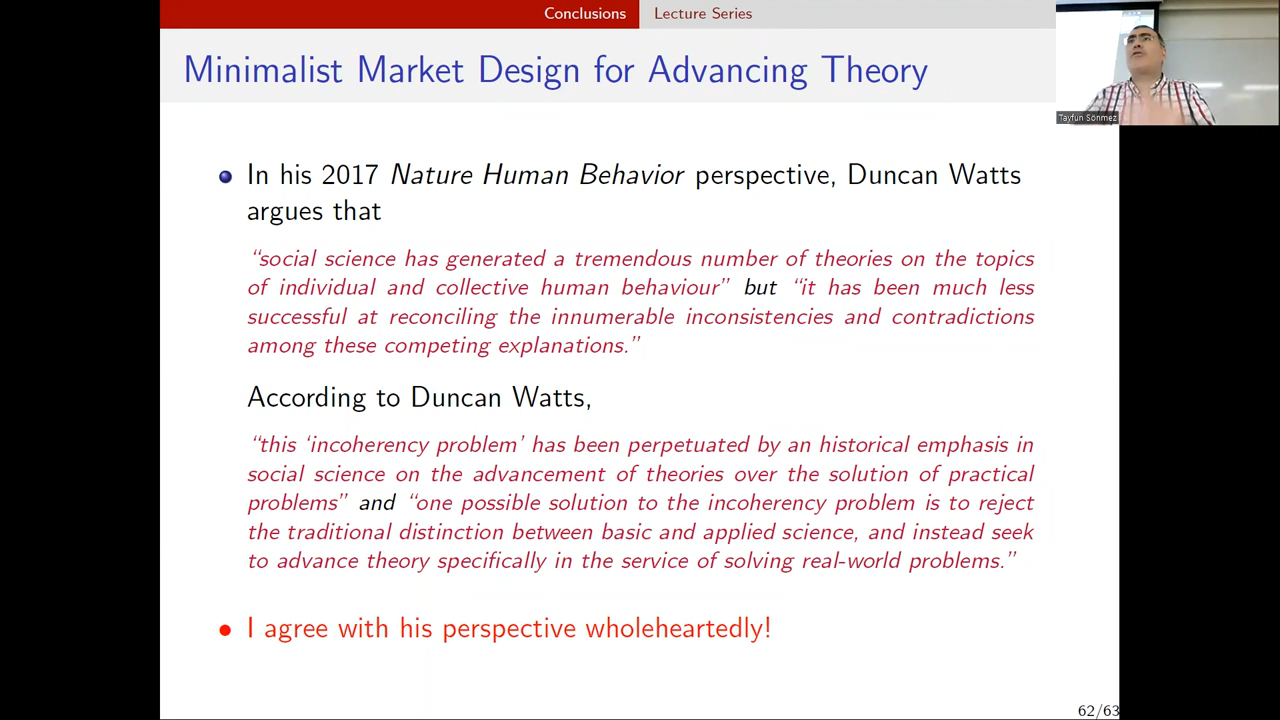 Conclusions Lecture Series
Minimalist Market Design for Advancing Theory
Tayfun Sönmez
In his 2017 Nature Human Behavior perspective, Duncan Watts
argues that
“social science has generated a tremendous number of theories on the topics
of individual and collective human behaviour” but “it has been much less
successful at reconciling the innumerable inconsistencies and contradictions
among these competing explanations.”
According to Duncan Watts,
“this ‘incoherency problem’ has been perpetuated by an historical emphasis in
social science on the advancement of theories over the solution of practical
problems” and “one possible solution to the incoherency problem is to reject
the traditional distinction between basic and applied science, and instead seek
to advance theory specifically in the service of solving real-world problems.”
I agree with his perspective wholeheartedly!
62/63